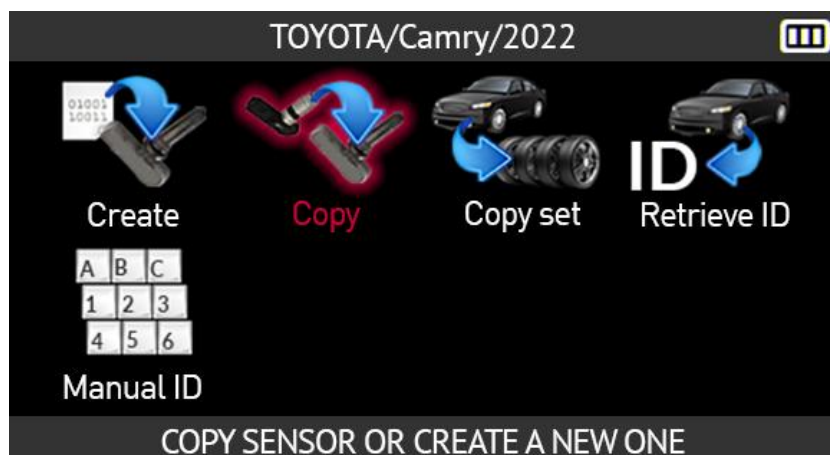 TOYOTA/Camry/2022
01001
10011
Create
Copy
Copy set
ID
Retrieve ID
A B C
1 2 3
4 5 6
Manual ID
COPY SENSOR OR CREATE A NEW ONE